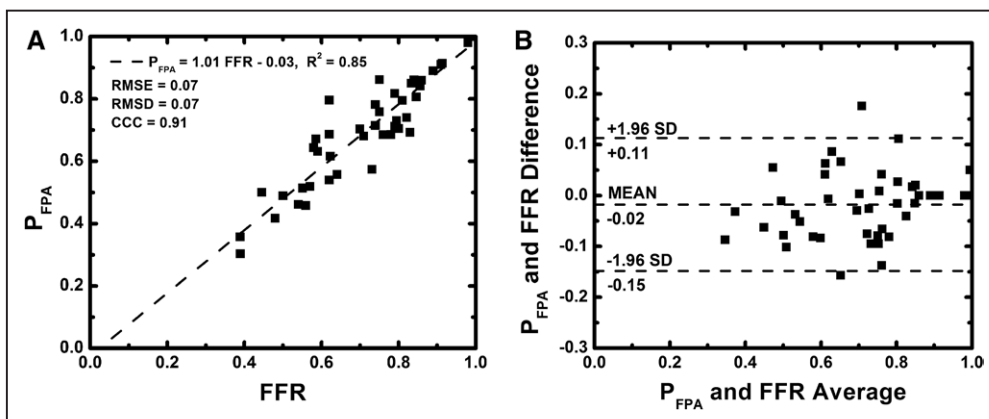 A
P_FPA = 1.01 FFR - 0.03, R² = 0.85
RMSE = 0.07
RMSD = 0.07
CCC = 0.91
1.0
0.8
0.6
0.4
0.2
0.0
P_FPA
0.0 0.2 0.4 0.6 0.8 1.0
FFR
B
+1.96 SD
+0.11
MEAN
-0.02
-1.96 SD
-0.15
0.3
0.2
0.1
0.0
-0.1
-0.2
-0.3
P_FPA and FFR Difference
0.0 0.2 0.4 0.6 0.8 1.0
P_FPA and FFR Average